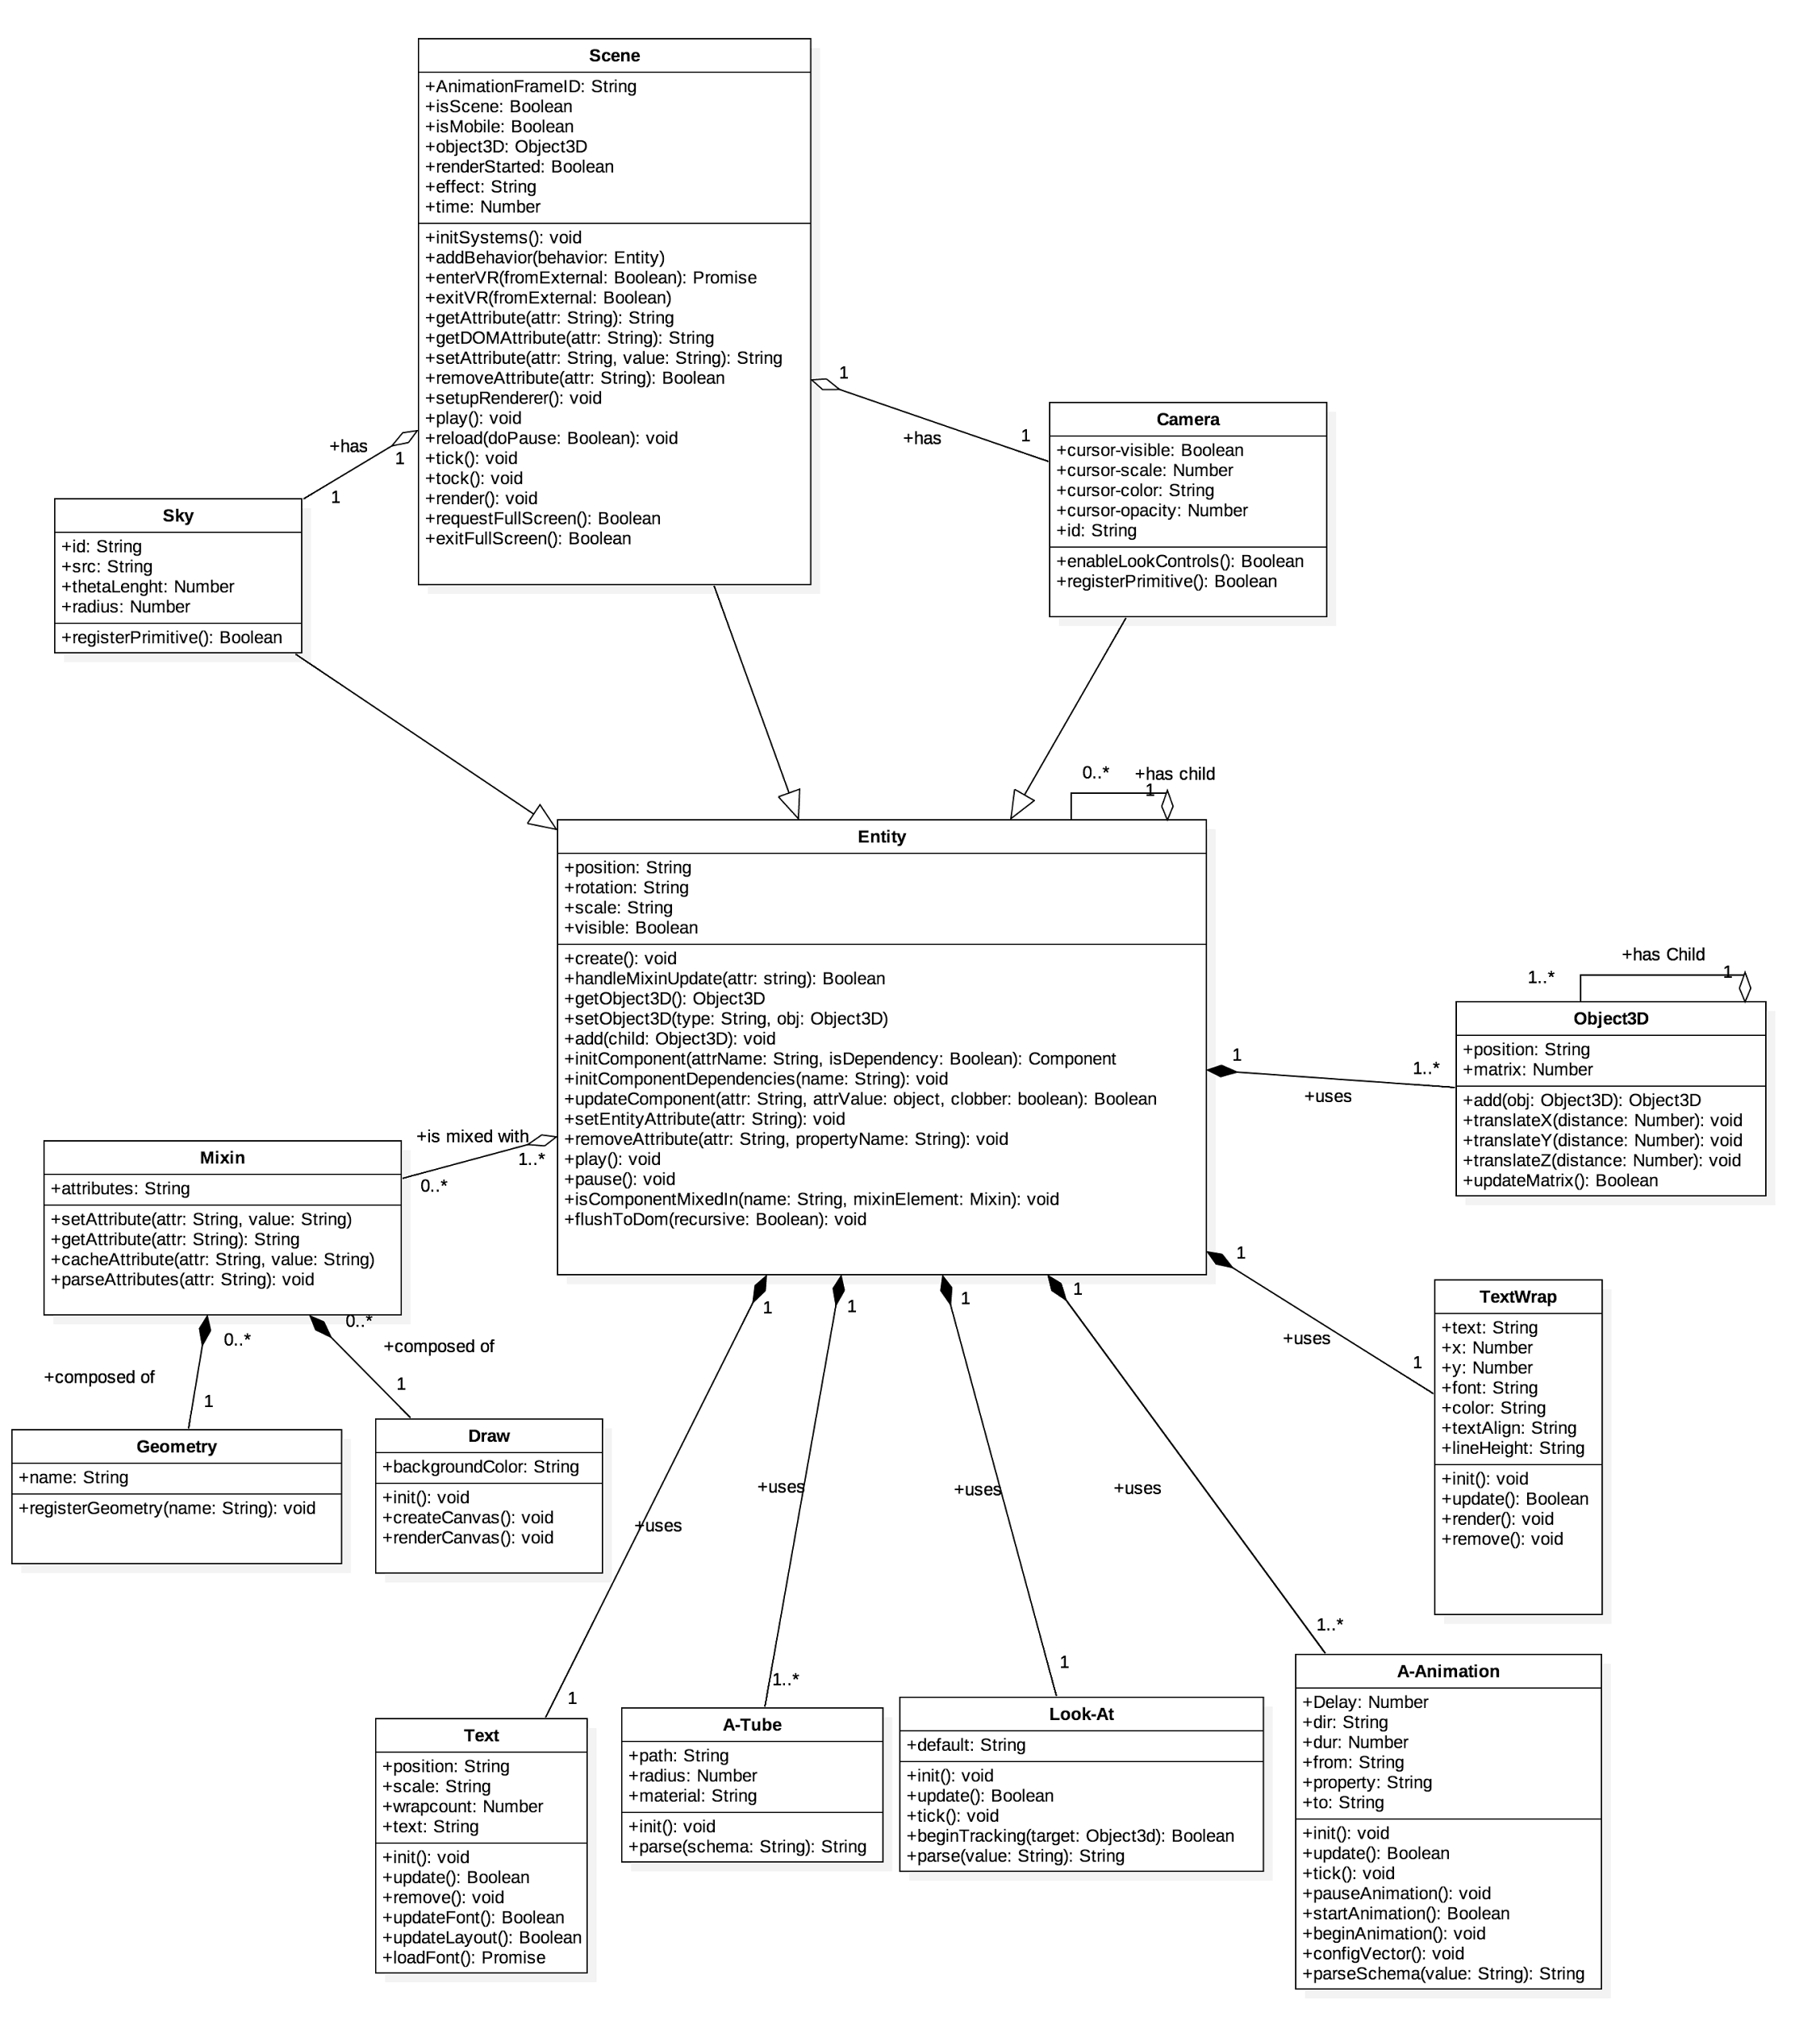 Scene
+AnimationFrameID: String
+isScene: Boolean
+isMobile: Boolean
+object3D: Object3D
+renderStarted: Boolean
+effect: String
+time: Number
+initSystems(): void
+addBehavior(behavior: Entity)
+enterVR(fromExternal: Boolean): Promise
+exitVR(fromExternal: Boolean)
+getAttribute(attr: String): String
+getDOMAttribute(attr: String): String
+setAttribute(attr: String, value: String): String
+removeAttribute(attr: String): Boolean
+setupRenderer(): void
+play(): void
+reload(doPause: Boolean): void
+tick(): void
+tock(): void
+render(): void
+requestFullScreen(): Boolean
+exitFullScreen(): Boolean
+has
1
1
1
+has
1
Camera
+cursor-visible: Boolean
+cursor-scale: Number
+cursor-color: String
+cursor-opacity: Number
+id: String
+enableLookControls(): Boolean
+registerPrimitive(): Boolean
Sky
+id: String
+src: String
+thetaLenght: Number
+radius: Number
+registerPrimitive(): Boolean
0..*
+has child
1
Entity
+position: String
+rotation: String
+scale: String
+visible: Boolean
+create(): void
+handleMixinUpdate(attr: string): Boolean
+getObject3D(): Object3D
+setObject3D(type: String, obj: Object3D)
+add(child: Object3D): void
+initComponent(attrName: String, isDependency: Boolean): Component
+initComponentDependencies(name: String): void
+updateComponent(attr: String, attrValue: object, clobber: boolean): Boolean
+setEntityAttribute(attr: String): void
+removeAttribute(attr: String, propertyName: String): void
+play(): void
+pause(): void
+isComponentMixedIn(name: String, mixinElement: Mixin): void
+flushToDom(recursive: Boolean): void
+has Child
1..*
1
Object3D
+position: String
+matrix: Number
+add(obj: Object3D): Object3D
+translateX(distance: Number): void
+translateY(distance: Number): void
+translateZ(distance: Number): void
+updateMatrix(): Boolean
1
1..*
+uses
+is mixed with
1..*
0..*
Mixin
+attributes: String
+setAttribute(attr: String, value: String)
+getAttribute(attr: String): String
+cacheAttribute(attr: String, value: String)
+parseAttributes(attr: String): void
0..*
+composed of
1
0..*
+composed of
1
Geometry
+name: String
+registerGeometry(name: String): void
Draw
+backgroundColor: String
+init(): void
+createCanvas(): void
+renderCanvas(): void
1
+uses
1
TextWrap
+text: String
+x: Number
+y: Number
+font: String
+color: String
+textAlign: String
+lineHeight: String
+init(): void
+update(): Boolean
+render(): void
+remove(): void
1
+uses
1
1
+uses
1..*
1
+uses
1
1
+uses
1..*
Text
+position: String
+scale: String
+wrapcount: Number
+text: String
+init(): void
+update(): Boolean
+remove(): void
+updateFont(): Boolean
+updateLayout(): Boolean
+loadFont(): Promise
A-Tube
+path: String
+radius: Number
+material: String
+init(): void
+parse(schema: String): String
Look-At
+default: String
+init(): void
+update(): Boolean
+tick(): void
+beginTracking(target: Object3d): Boolean
+parse(value: String): String
A-Animation
+Delay: Number
+dir: String
+dur: Number
+from: String
+property: String
+to: String
+init(): void
+update(): Boolean
+tick(): void
+pauseAnimation(): void
+startAnimation(): Boolean
+beginAnimation(): void
+configVector(): void
+parseSchema(value: String): String